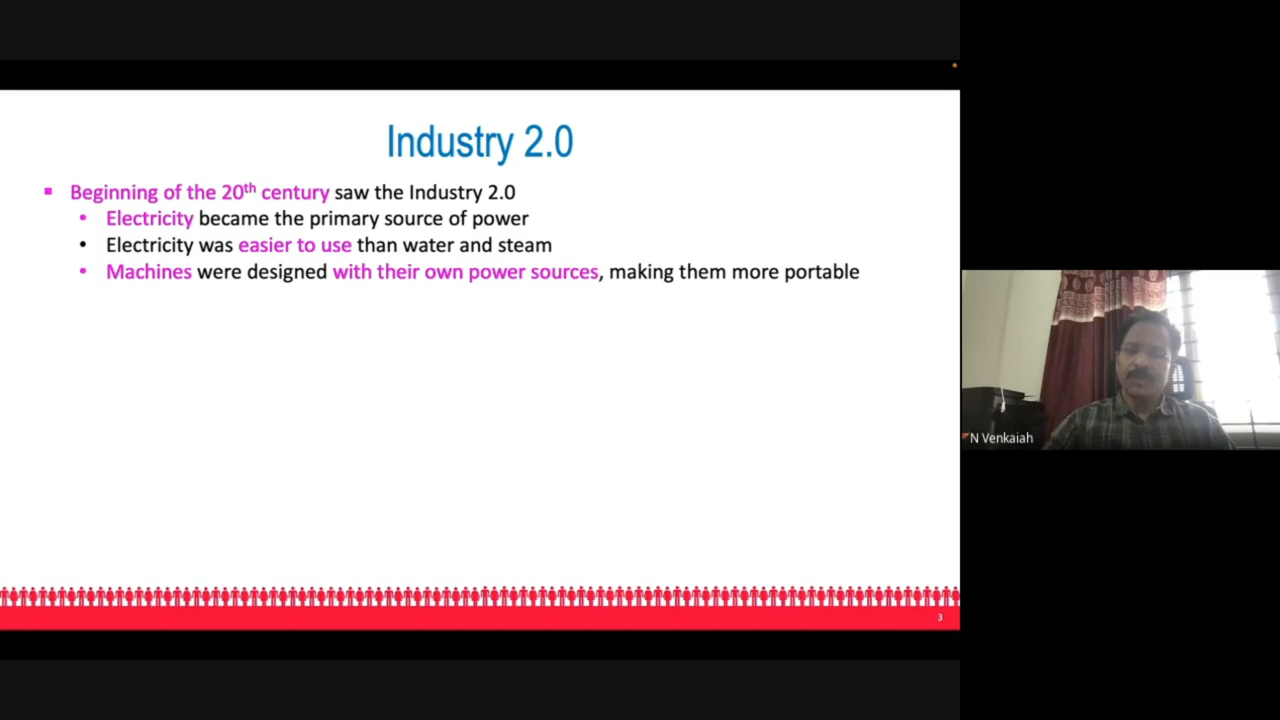 Industry 2.0
▪ Beginning of the 20th century saw the Industry 2.0
• Electricity became the primary source of power
• Electricity was easier to use than water and steam
• Machines were designed with their own power sources, making them more portable
N Venkaiah
3